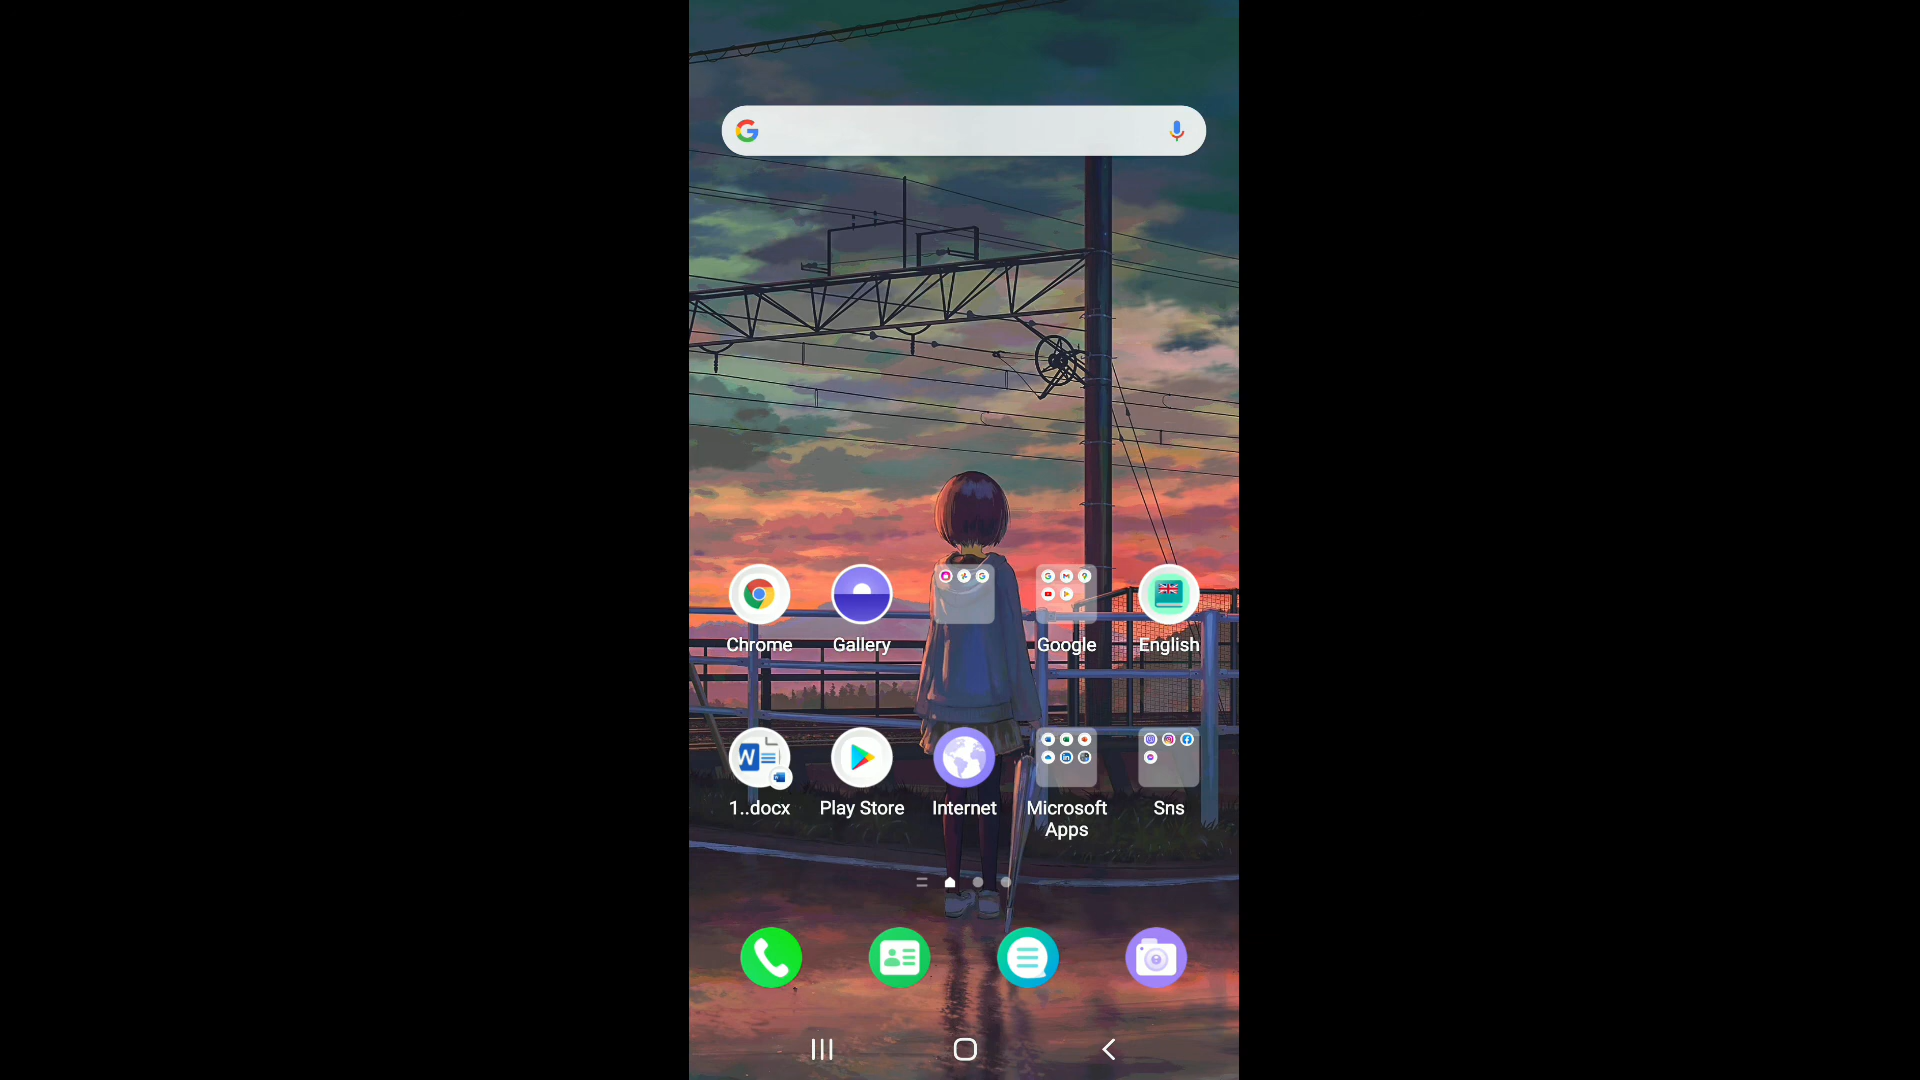 Chrome
Gallery
Google
English
1..docx
Play Store
Internet
Microsoft
Apps
Sns